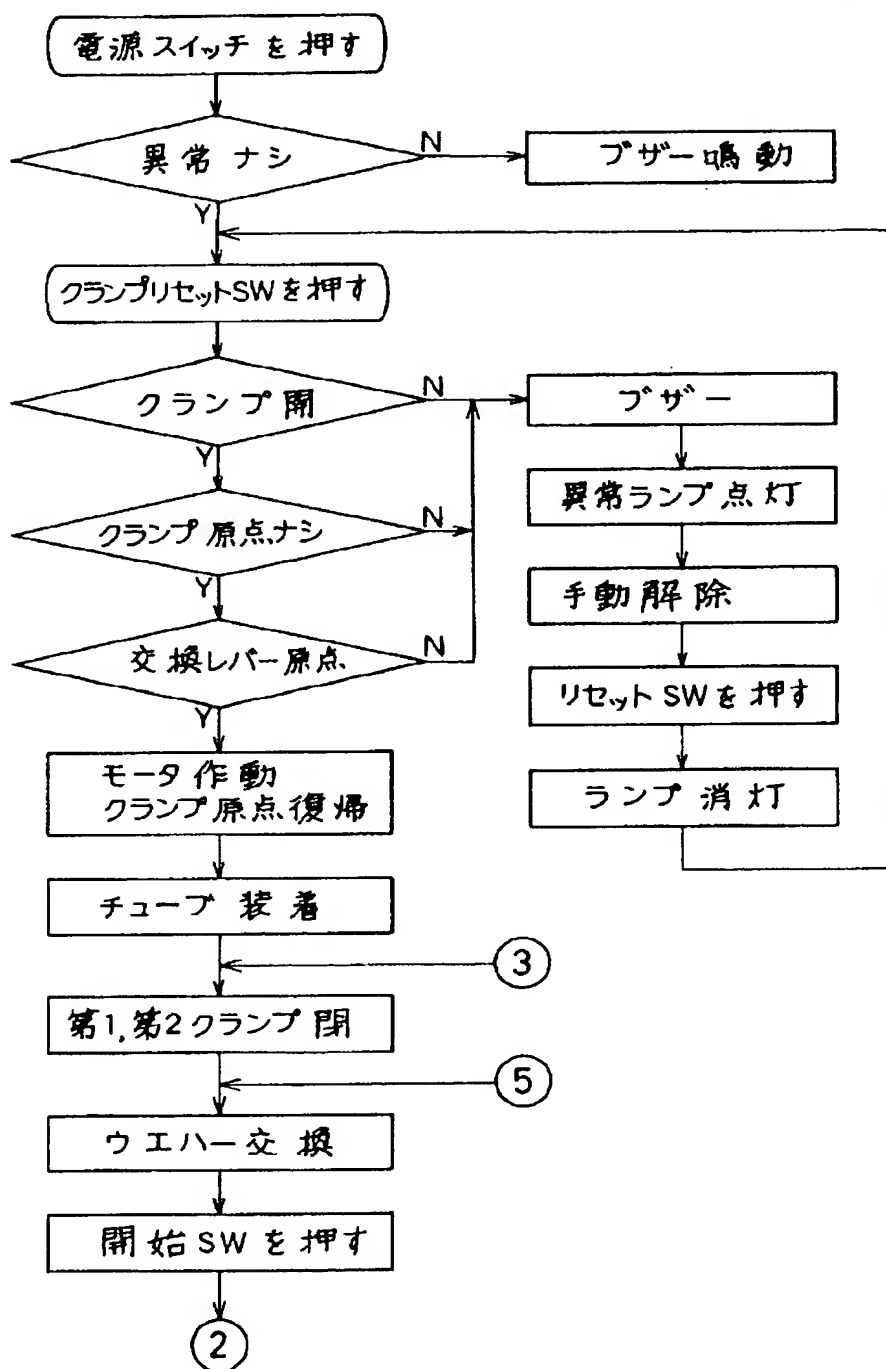 電源スイッチを押す
異常ナシ
N
ブザー鳴動
Y
クランプリセットSWを押す
クランプ開
N
ブザー
Y
異常ランプ点灯
クランプ原点ナシ
N
手動解除
Y
交換レバー原点
N
リセットSWを押す
Y
モータ作動
クランプ原点復帰
ランプ消灯
チューブ装着
3
第1,第2クランプ閉
5
ウエハー交換
開始SWを押す
2